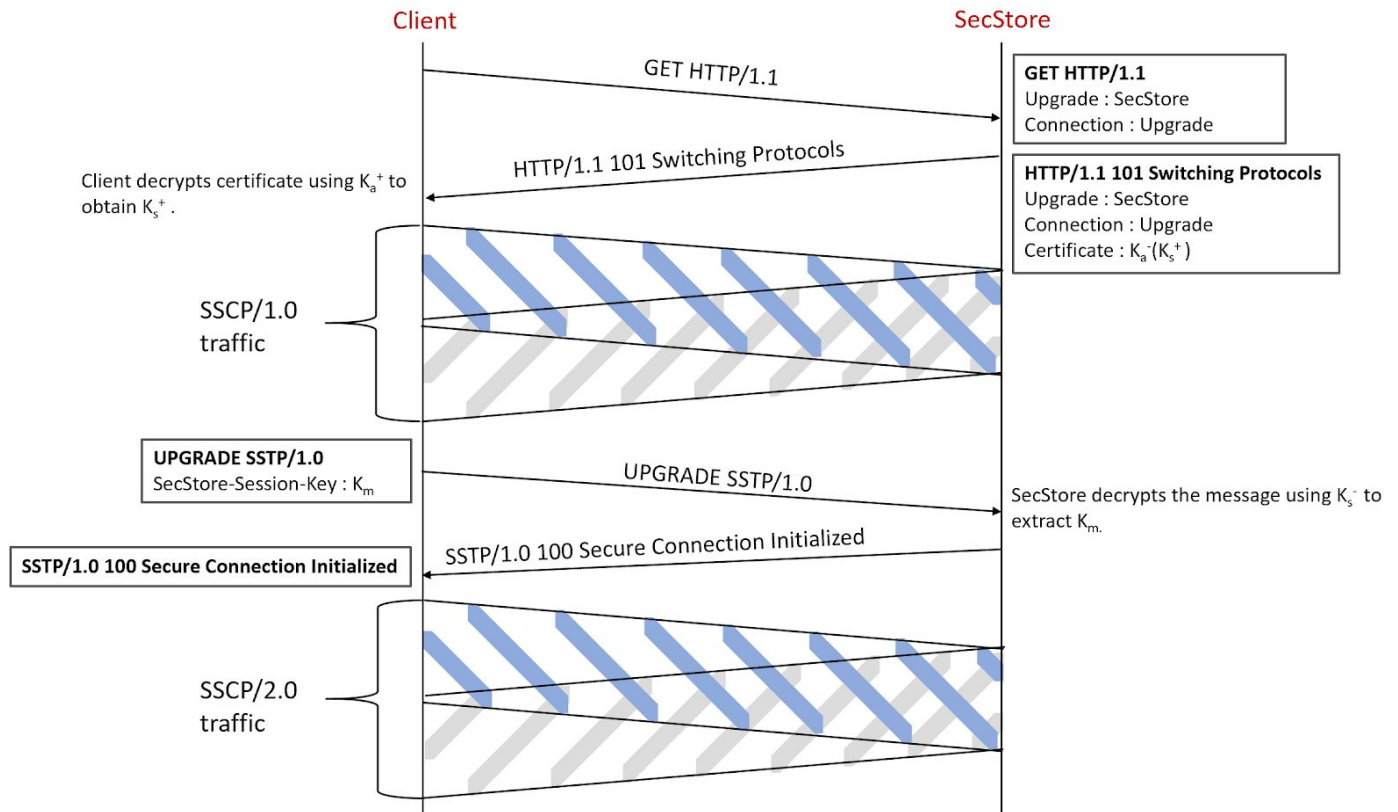 Client
SecStore
GET HTTP/1.1
GET HTTP/1.1
Upgrade : SecStore
Connection : Upgrade
HTTP/1.1 101 Switching Protocols
HTTP/1.1 101 Switching Protocols
Upgrade : SecStore
Connection : Upgrade
Certificate : Kₐ⁻(Kₛ⁺)
Client decrypts certificate using Kₐ⁺ to
obtain Kₛ⁺ .
SSCP/1.0
traffic
UPGRADE SSTP/1.0
SecStore-Session-Key : Kₘ
UPGRADE SSTP/1.0
SecStore decrypts the message using Kₛ⁻ to
extract Kₘ.
SSTP/1.0 100 Secure Connection Initialized
SSTP/1.0 100 Secure Connection Initialized
SSCP/2.0
traffic